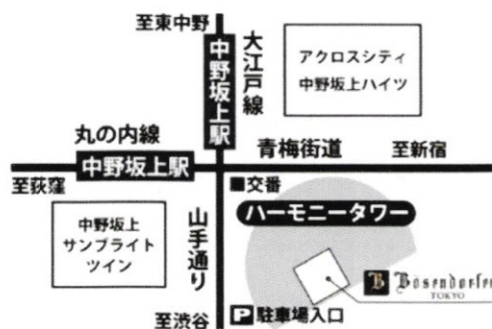 至東中野
中野坂上駅
大江戸線
アクロスシティ
中野坂上ハイツ
丸の内線
中野坂上駅
青梅街道
至新宿
至荻窪
交番
ハーモニータワー
中野坂上
サンブライト
ツイン
山手通り
B Bösendorfer
TOKYO
P 駐車場入口
至渋谷